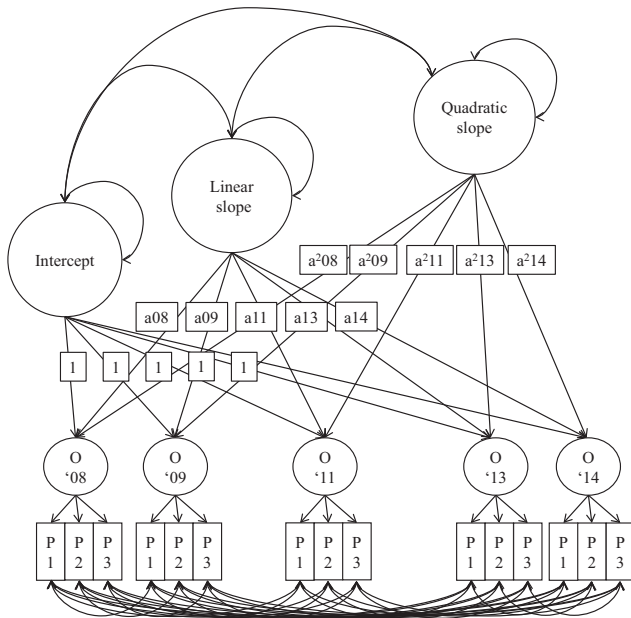 Quadratic
slope
Linear
slope
Intercept
a²08 a²09 a²11 a²13 a²14
a08 a09 a11 a13 a14
1 1 1 1 1
O O O O O
‘08 ‘09 ‘11 ‘13 ‘14
P P P P P P P P P P P P P P P
1 2 3 1 2 3 1 2 3 1 2 3 1 2 3